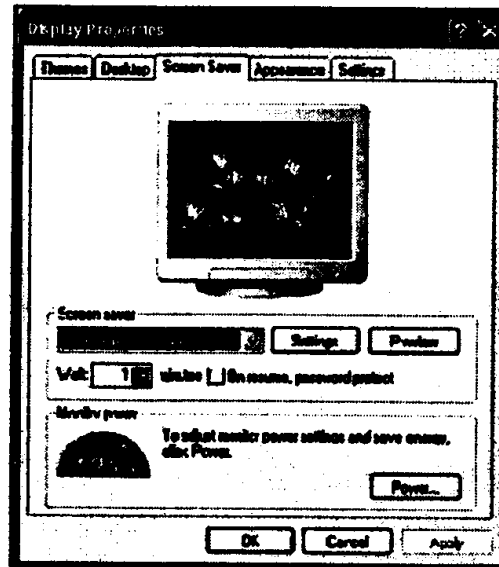 Display Properties
Themes Desktop Screen Saver Appearance Settings
Screen saver
Settings Preview
Wait: 1 minutes On resume, password protect
Monitor power
To adjust monitor power settings and save energy,
click Power.
Power...
OK Cancel Apply